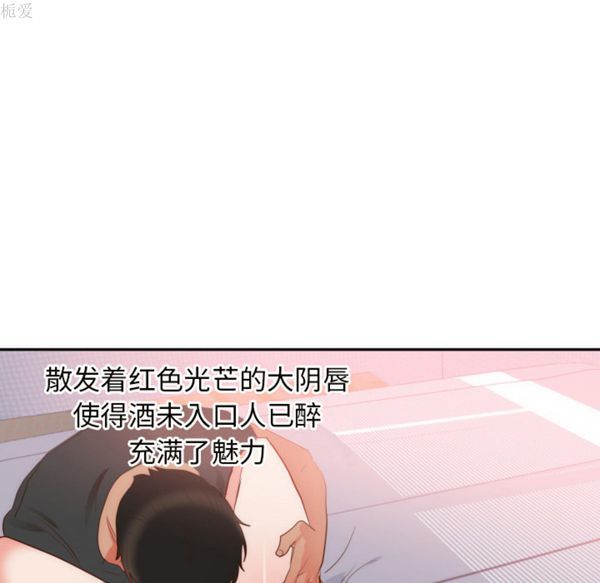 栀爱
散发着红色光芒的大阴唇
使得酒未入口人已醉
充满了魅力